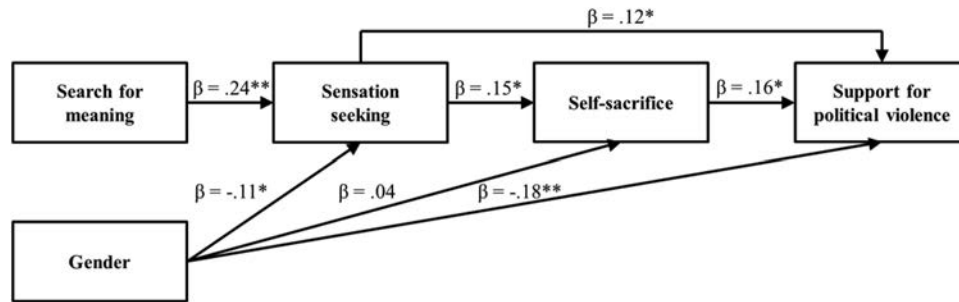 β = .12*
Search for
meaning
β = .24**
Sensation
seeking
β = .15*
Self-sacrifice
β = .16*
Support for
political violence
β = -.11*
β = .04
β = -.18**
Gender